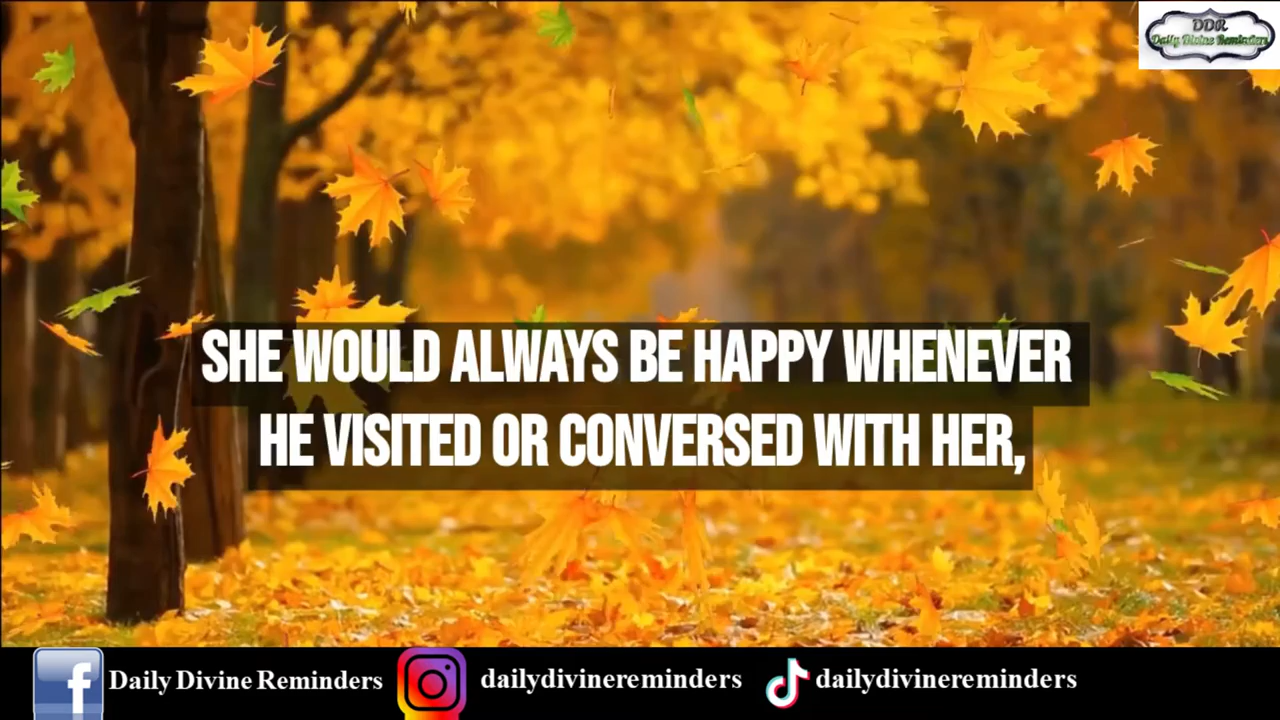 DDR
Daily Divine Reminders
SHE WOULD ALWAYS BE HAPPY WHENEVER
HE VISITED OR CONVERSED WITH HER,
Daily Divine Reminders dailydivinereminders dailydivinereminders